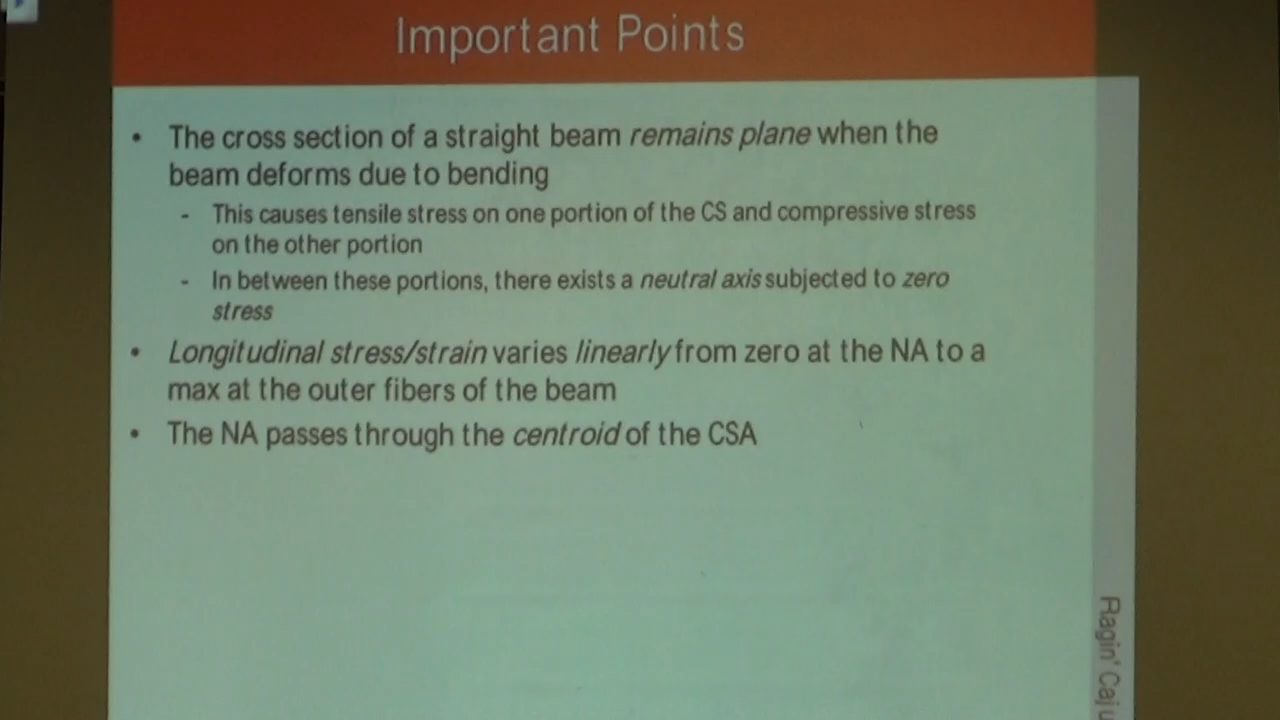 Important Points
• The cross section of a straight beam remains plane when the
beam deforms due to bending
- This causes tensile stress on one portion of the CS and compressive stress
on the other portion
- In between these portions, there exists a neutral axis subjected to zero
stress
• Longitudinal stress/strain varies linearly from zero at the NA to a
max at the outer fibers of the beam
• The NA passes through the centroid of the CSA
Ragin' Caju